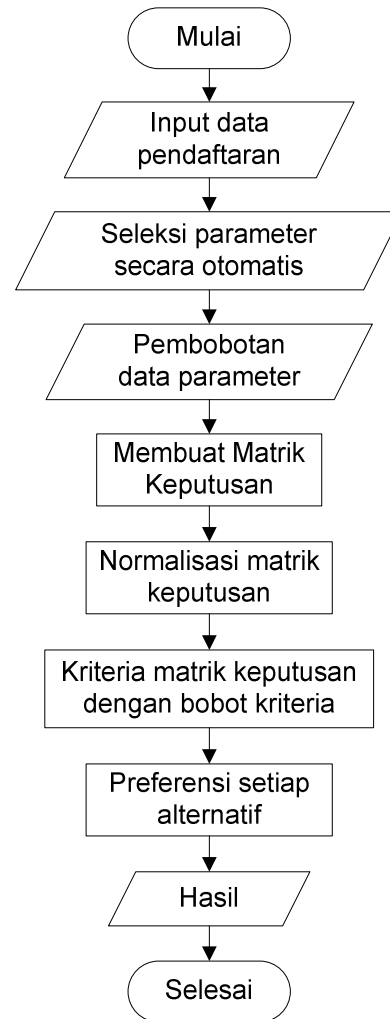 Mulai
Input data
pendaftaran
Seleksi parameter
secara otomatis
Pembobotan
data parameter
Membuat Matrik
Keputusan
Normalisasi matrik
keputusan
Kriteria matrik keputusan
dengan bobot kriteria
Preferensi setiap
alternatif
Hasil
Selesai